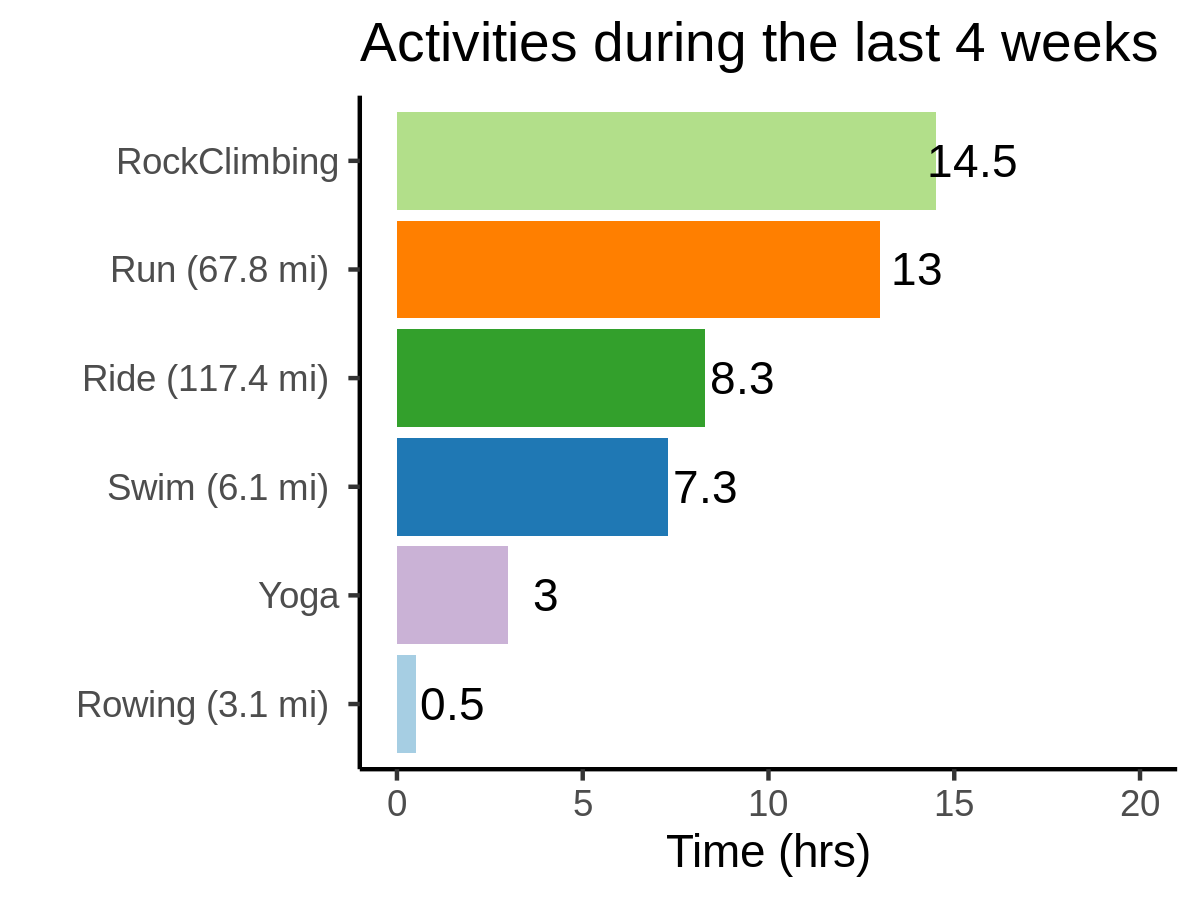 Activities during the last 4 weeks
RockClimbing 14.5
Run (67.8 mi) 13
Ride (117.4 mi) 8.3
Swim (6.1 mi) 7.3
Yoga 3
Rowing (3.1 mi) 0.5
0 5 10 15 20
Time (hrs)